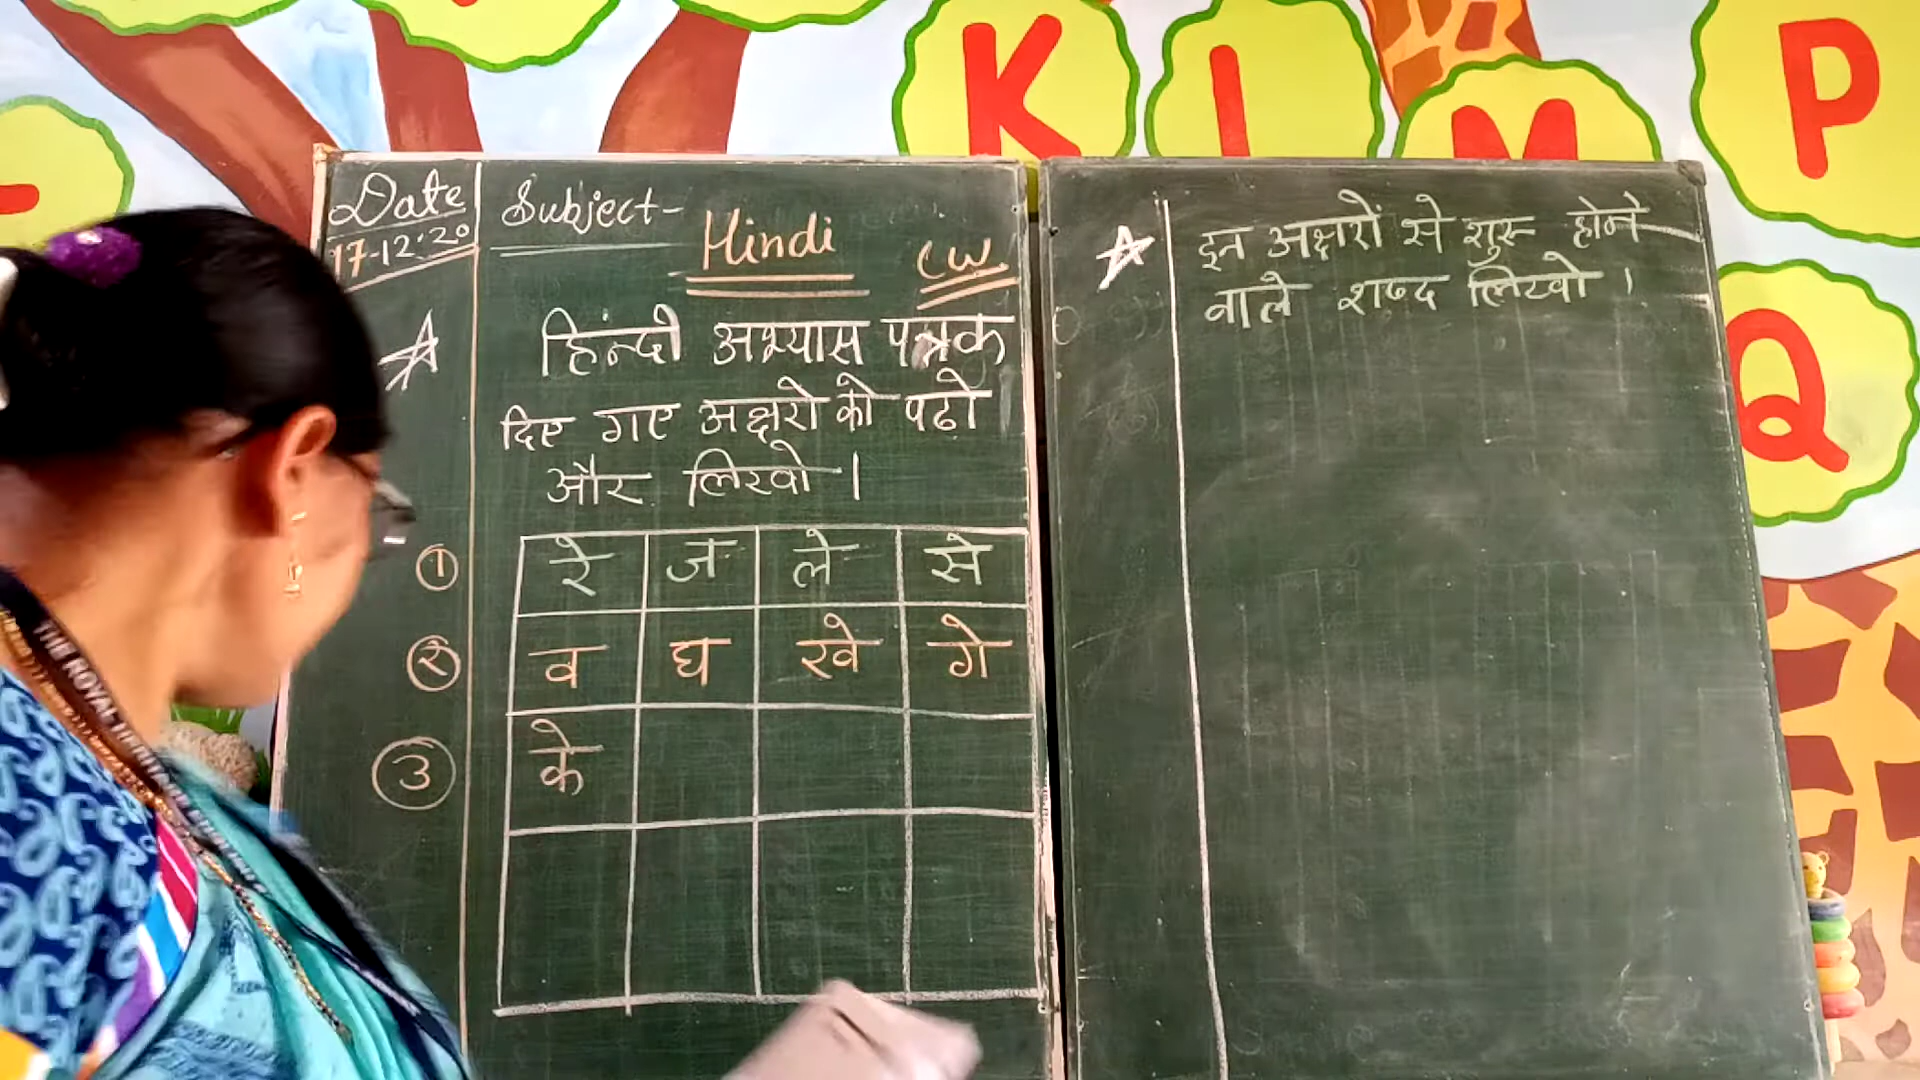 K I M P
Q
Date
17-12-20
Subject- Hindi CW.
हिंन्दी अभ्यास पत्रक
दिए गए अक्षरो को पढो
और लिखो ।
① रे ज ले से
② व घ खे गे
③ के
इन अक्षरों से शुरू होने
वाले शब्द लिखो ।
THE ROYAL